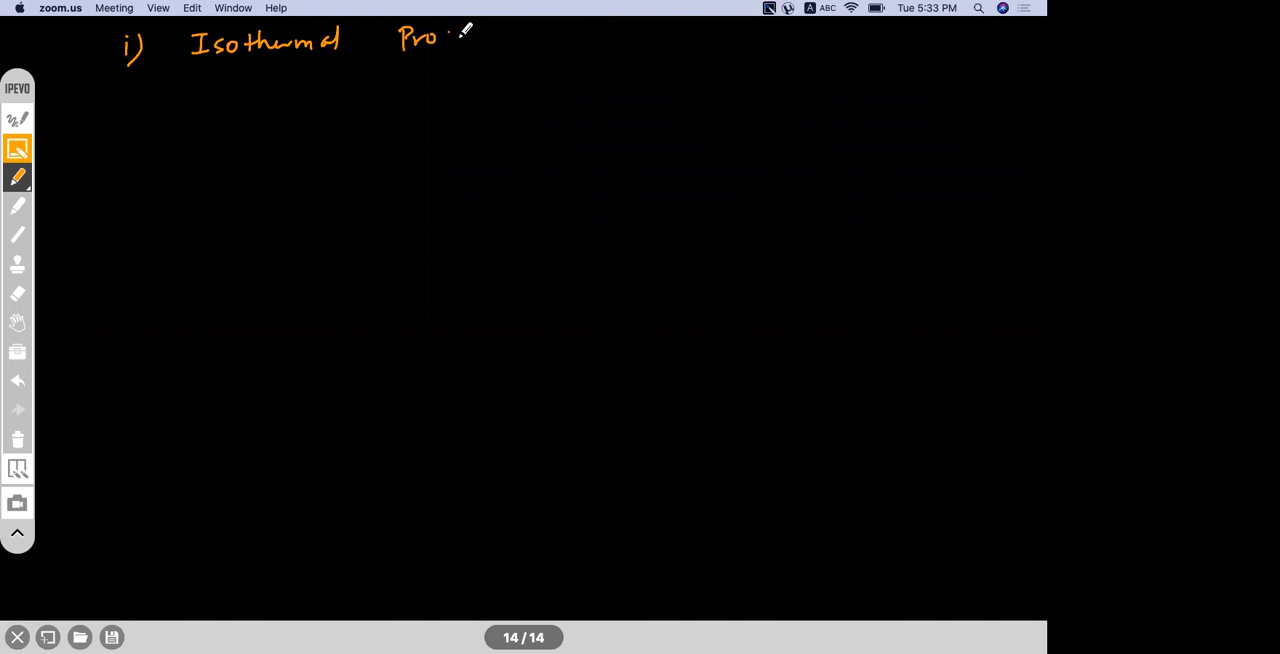 zoom.us Meeting View Edit Window Help A ABC Tue 5:33 PM
i) Isothermal Pro
IPEVO
14 / 14